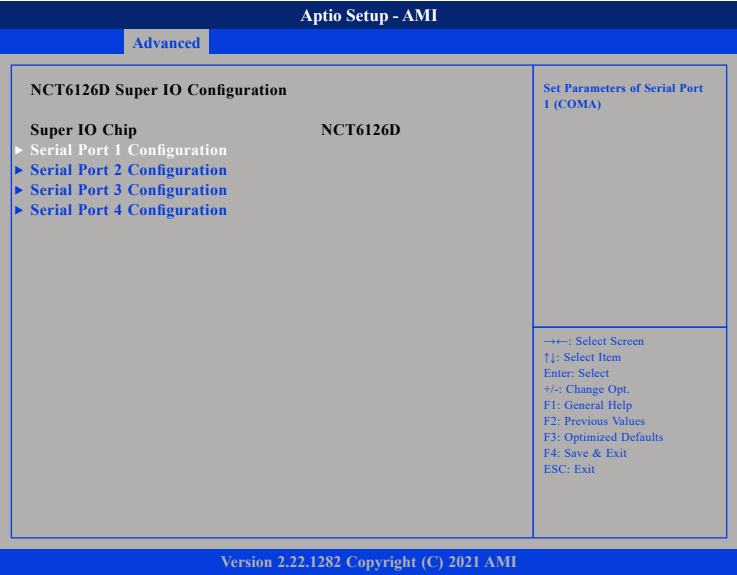 Aptio Setup - AMI
Advanced
NCT6126D Super IO Configuration
Super IO Chip NCT6126D
► Serial Port 1 Configuration
► Serial Port 2 Configuration
► Serial Port 3 Configuration
► Serial Port 4 Configuration
Set Parameters of Serial Port
1 (COMA)
→←: Select Screen
↑↓: Select Item
Enter: Select
+/-: Change Opt.
F1: General Help
F2: Previous Values
F3: Optimized Defaults
F4: Save & Exit
ESC: Exit
Version 2.22.1282 Copyright (C) 2021 AMI